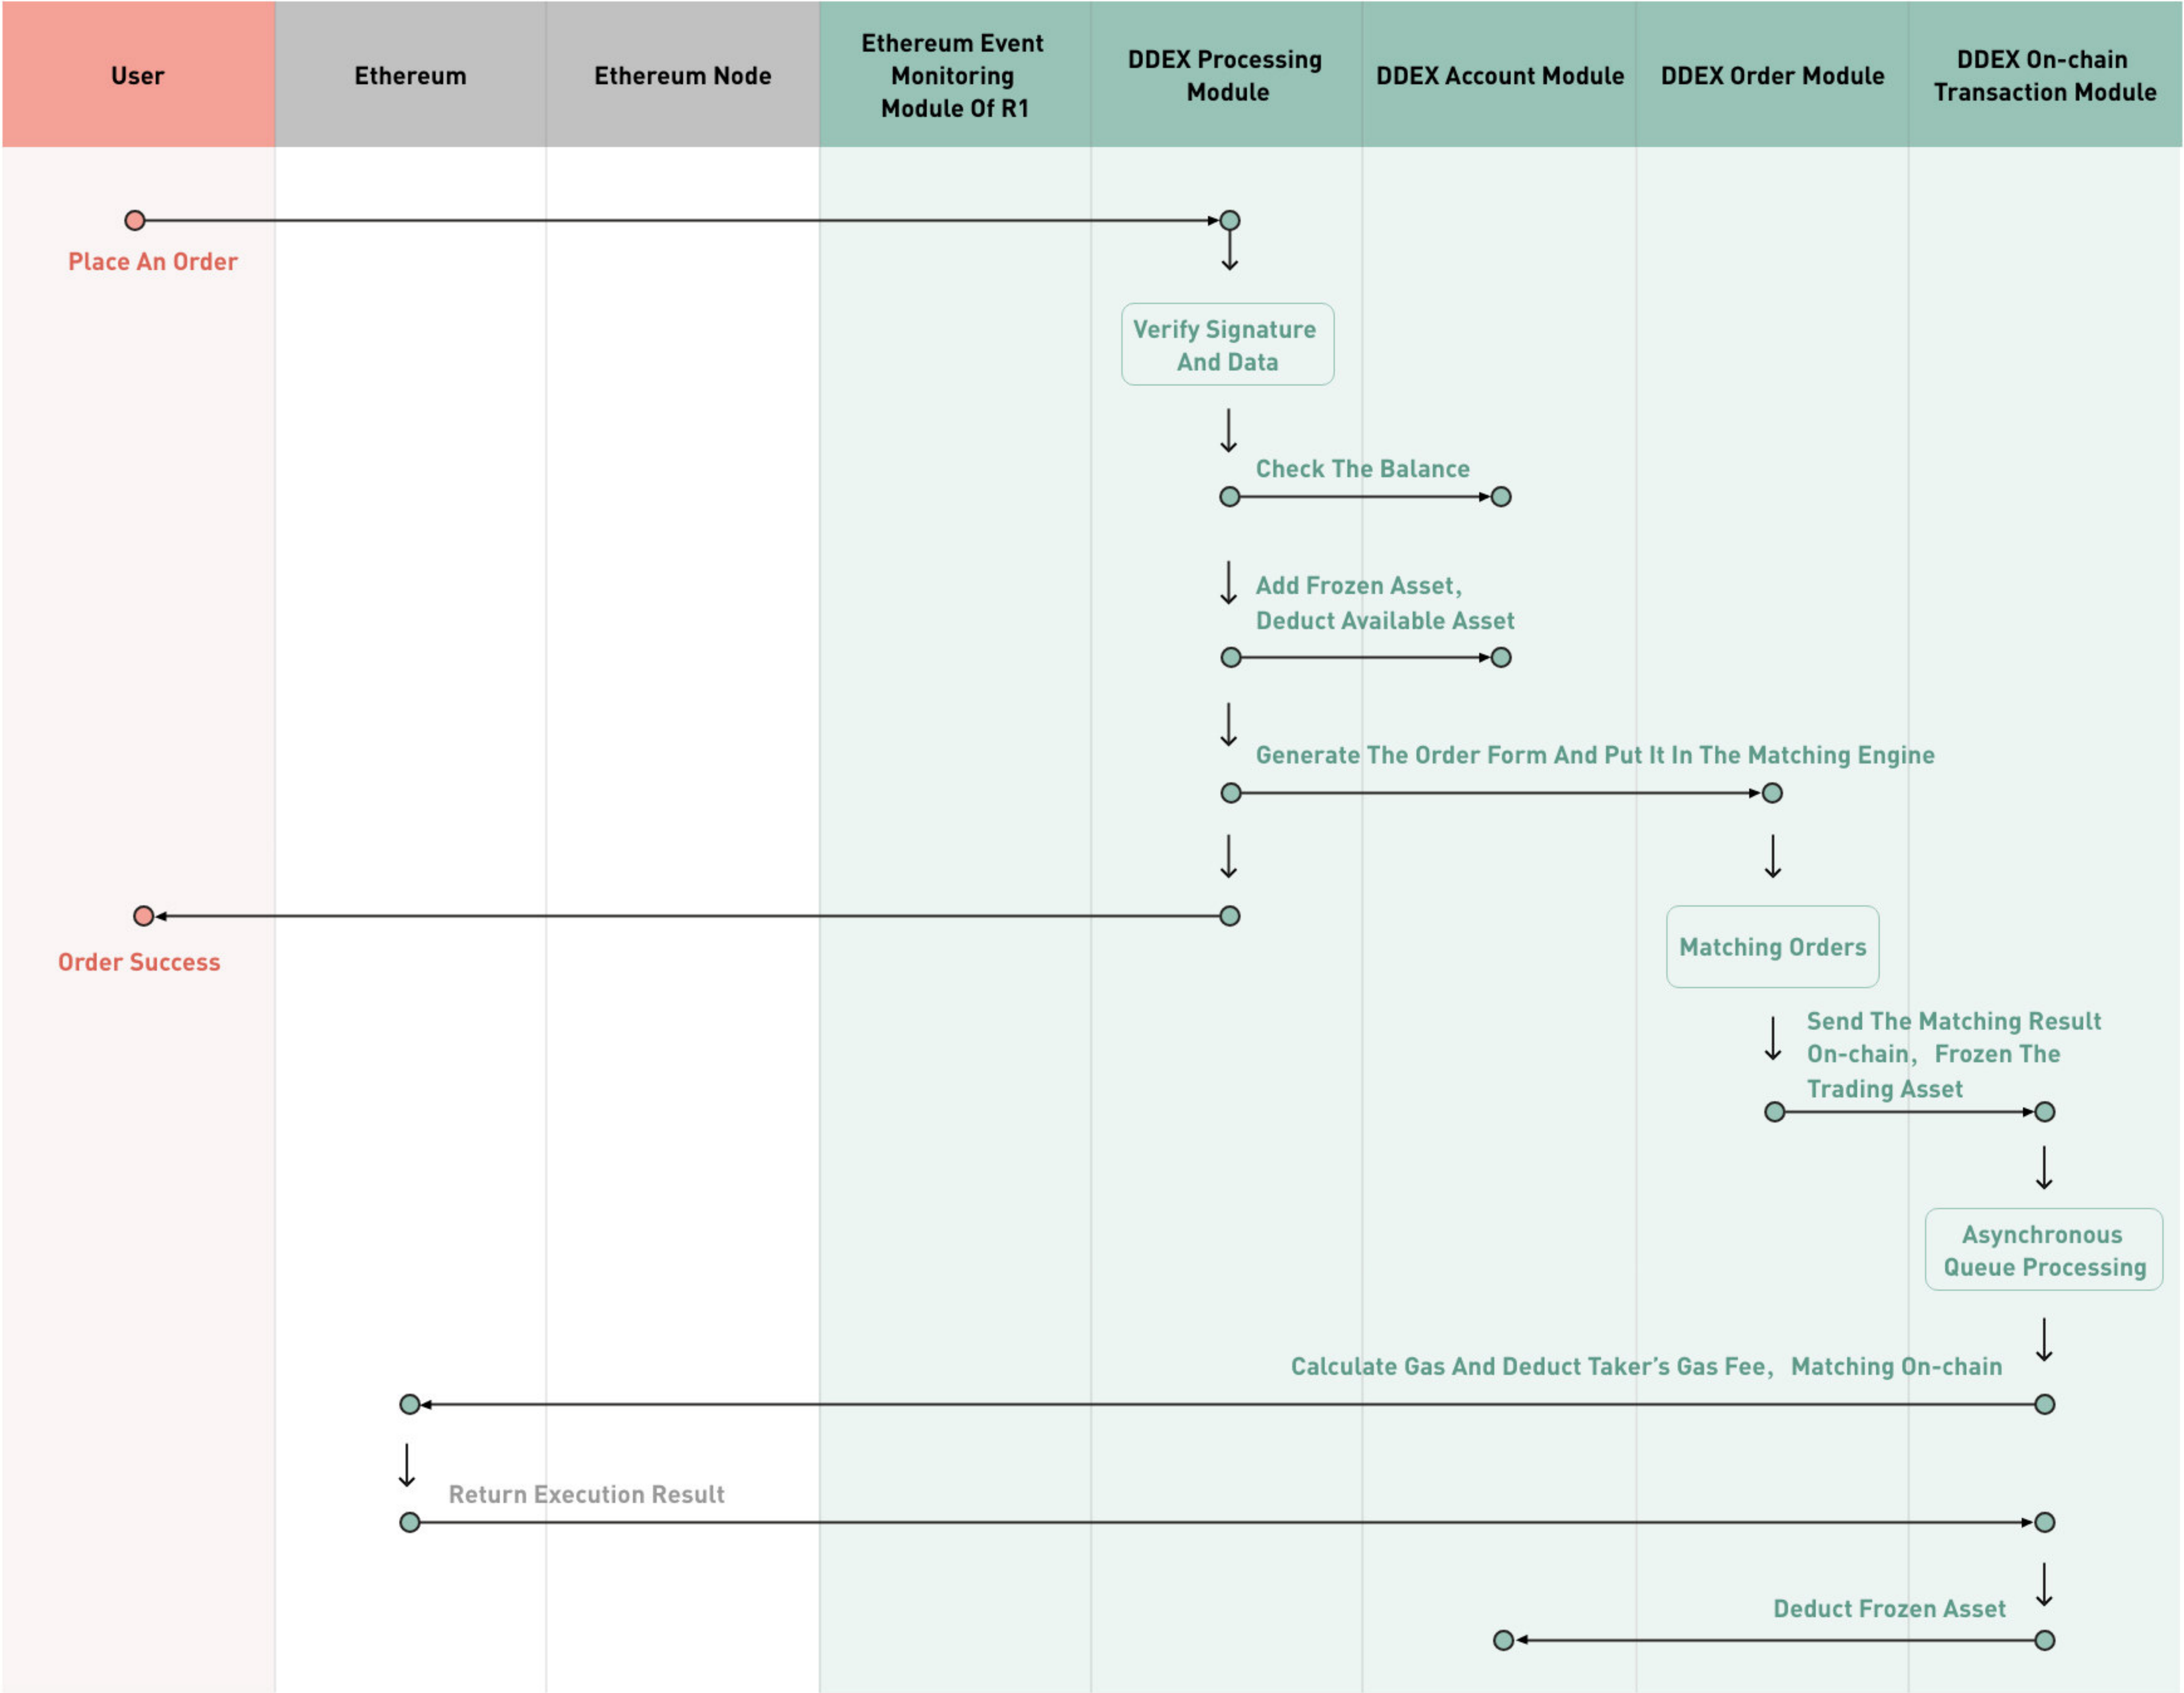 User
Ethereum
Ethereum Node
Ethereum Event
Monitoring
Module Of R1
DDEX Processing
Module
DDEX Account Module
DDEX Order Module
DDEX On-chain
Transaction Module
Place An Order
Verify Signature
And Data
Check The Balance
Add Frozen Asset,
Deduct Available Asset
Generate The Order Form And Put It In The Matching Engine
Order Success
Matching Orders
Send The Matching Result
On-chain, Frozen The
Trading Asset
Asynchronous
Queue Processing
Calculate Gas And Deduct Taker’s Gas Fee, Matching On-chain
Return Execution Result
Deduct Frozen Asset